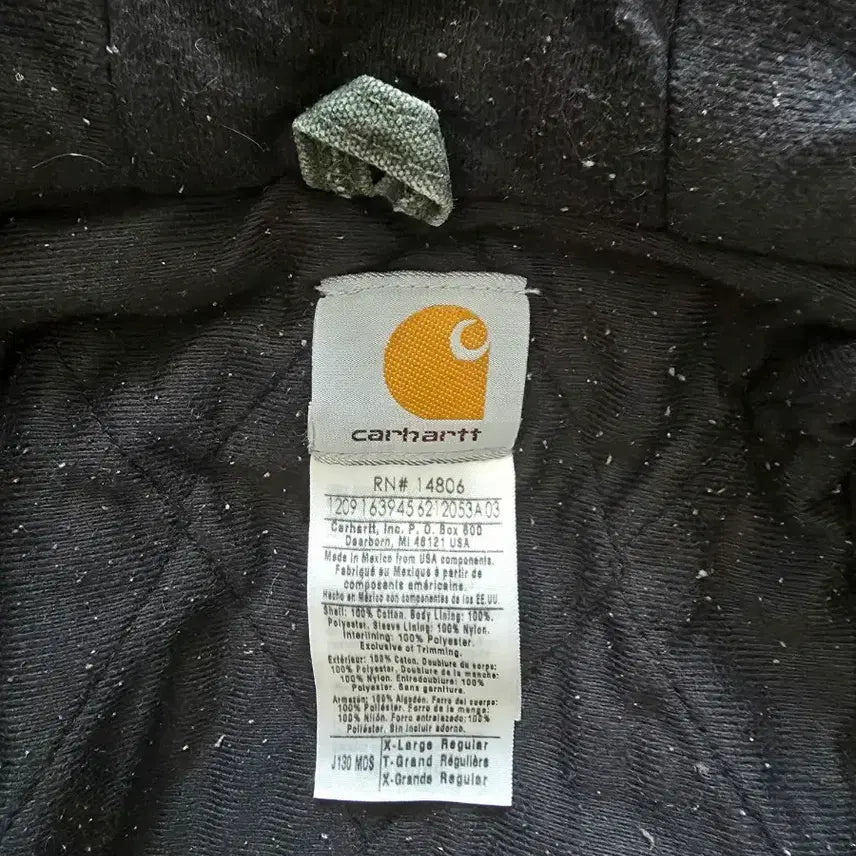 carhartt
RN# 14806
1209163945621 2053A 03
Carhartt, Inc. P. O. Box 600
Dearborn, MI 48121 USA
Made in Mexico from USA components.
Fabriqué au Mexique à partir de
composants américains.
Hecho en México con componentes de los EE.UU.
Shell: 100% Cotton. Body Lining: 100%
Polyester. Sleeve Lining: 100% Nylon.
Interlining: 100% Polyester.
Exclusive of Trimming.
Extérieur: 100% Coton. Doublure du corps:
100% Polyester. Doublure de la manche:
100% Nylon. Entredoublure: 100%
Polyester. Sans garniture.
Armazón: 100% Algodón. Forro del cuerpo:
100% Poliéster. Forro de la manga:
100% Nilón. Forro entralazado: 100%
Poliéster. Sin incluir adorno.
X-Large Regular
J130 MOS T-Grand Régulière
X-Grande Regular